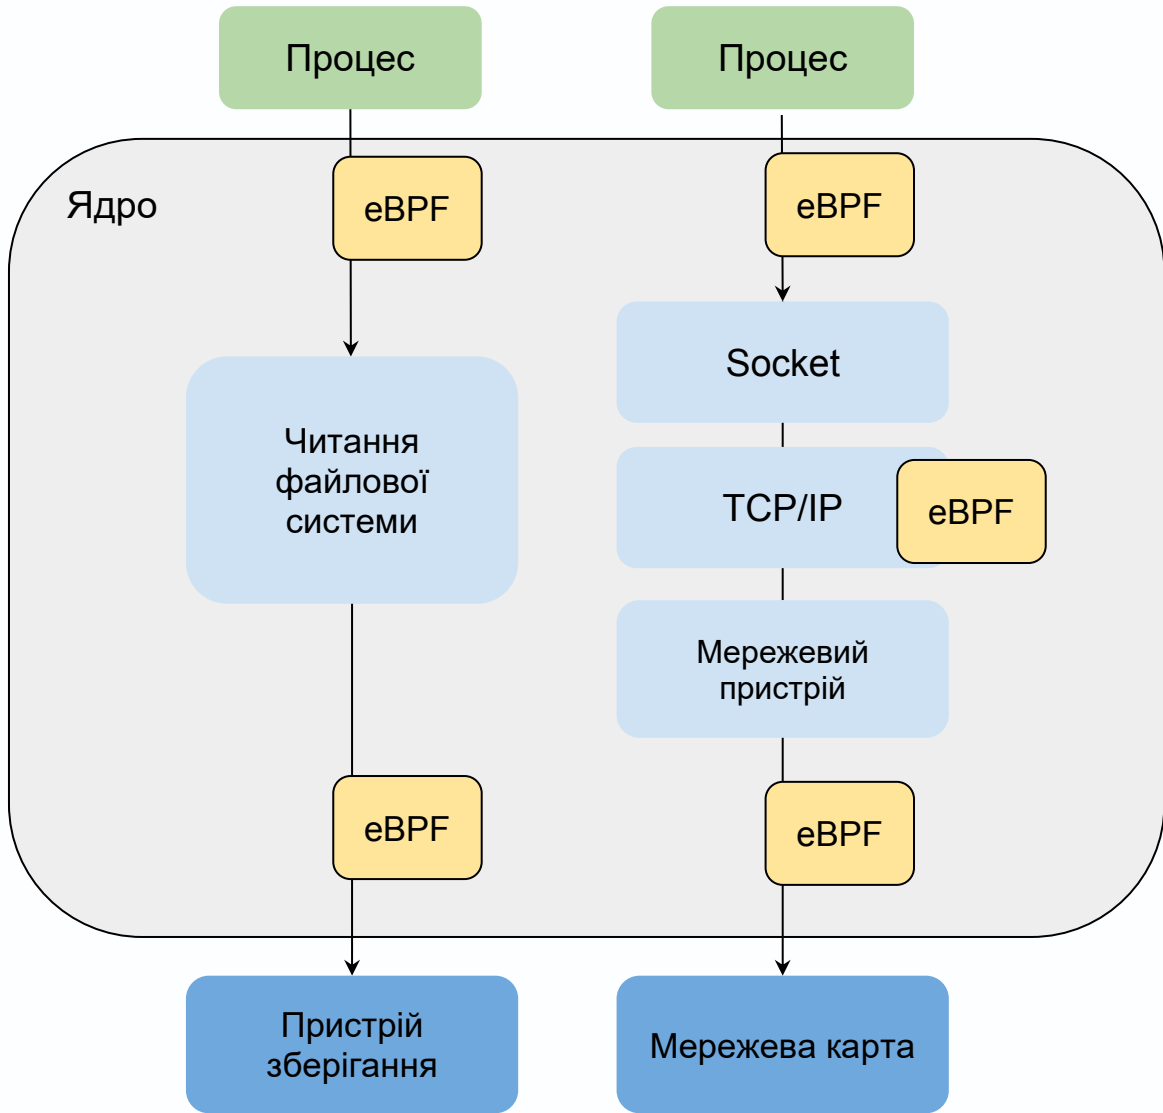 Процес
Процес
Ядро
eBPF
eBPF
Socket
Читання
файлової
системи
TCP/IP
eBPF
Мережевий
пристрій
eBPF
eBPF
Пристрій
зберігання
Мережева карта